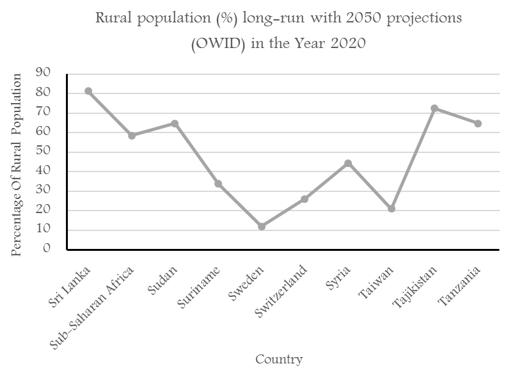 Rural population (%) long-run with 2050 projections
(OWID) in the Year 2020
Percentage Of Rural Population
90
80
70
60
50
40
30
20
10
0
Sri Lanka
Sub-Saharan Africa
Sudan
Suriname
Sweden
Switzerland
Syria
Taiwan
Tajikistan
Tanzania
Country